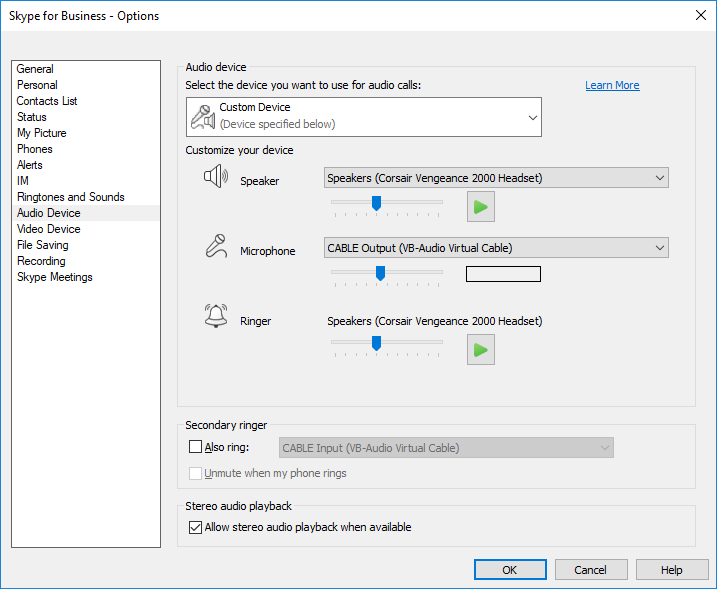 Skype for Business - Options
General
Personal
Contacts List
Status
My Picture
Phones
Alerts
IM
Ringtones and Sounds
Audio Device
Video Device
File Saving
Recording
Skype Meetings
Audio device
Select the device you want to use for audio calls:
Learn More
Custom Device
(Device specified below)
Customize your device
Speaker
Speakers (Corsair Vengeance 2000 Headset)
Microphone
CABLE Output (VB-Audio Virtual Cable)
Ringer
Speakers (Corsair Vengeance 2000 Headset)
Secondary ringer
Also ring:
CABLE Input (VB-Audio Virtual Cable)
Unmute when my phone rings
Stereo audio playback
Allow stereo audio playback when available
OK
Cancel
Help